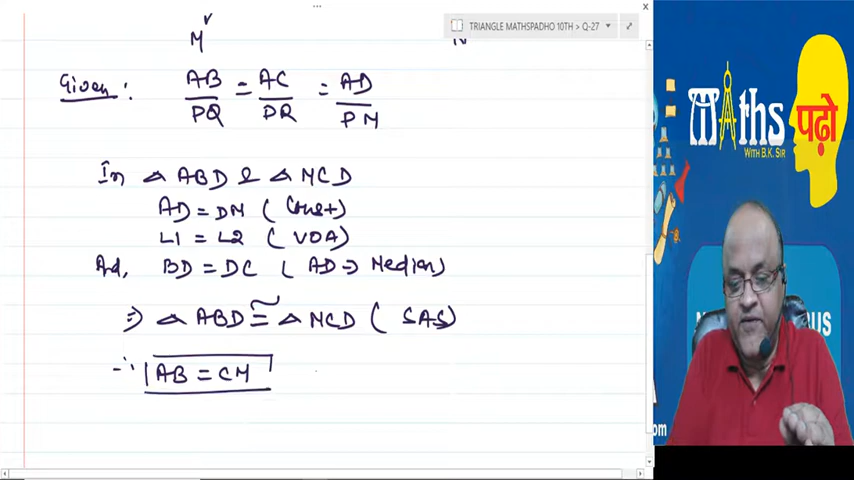 TRIANGLE MATHSPADHO 10TH > Q-27
M
N
Given: AB/PQ = AC/PR = AD/PM
In △ ABD & △ MCD
AD = DM (Const)
∠1 = ∠2 (VOA)
And, BD = DC (AD ⇒ Median)
⇒ △ ABD ≅ △ MCD (SAS)
∴ AB = CM
Maths
पढ़ो
WITH B.K. SIR